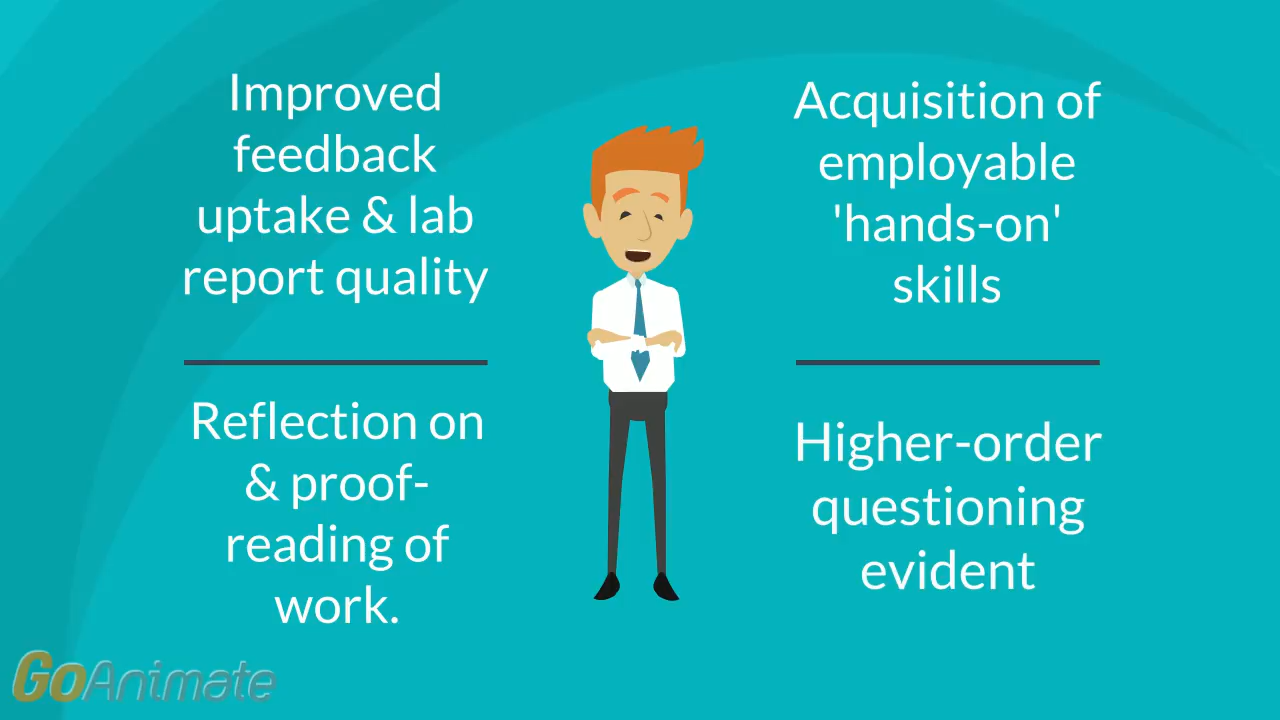 Improved
feedback
uptake & lab
report quality
Reflection on
& proof-
reading of
work.
Acquisition of
employable
'hands-on'
skills
Higher-order
questioning
evident
GoAnimate